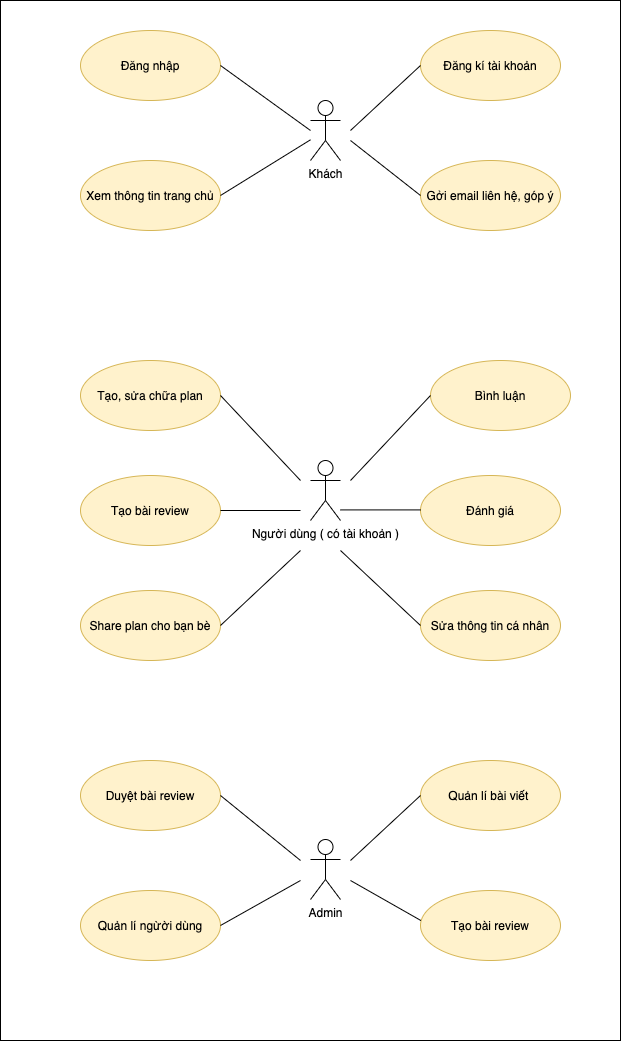 Đăng nhập
Đăng kí tài khoản
Khách
Xem thông tin trang chủ
Gởi email liên hệ, góp ý
Tạo, sửa chữa plan
Bình luận
Tạo bài review
Đánh giá
Người dùng ( có tài khoản )
Share plan cho bạn bè
Sửa thông tin cá nhân
Duyệt bài review
Quản lí bài viết
Admin
Quản lí người dùng
Tạo bài review